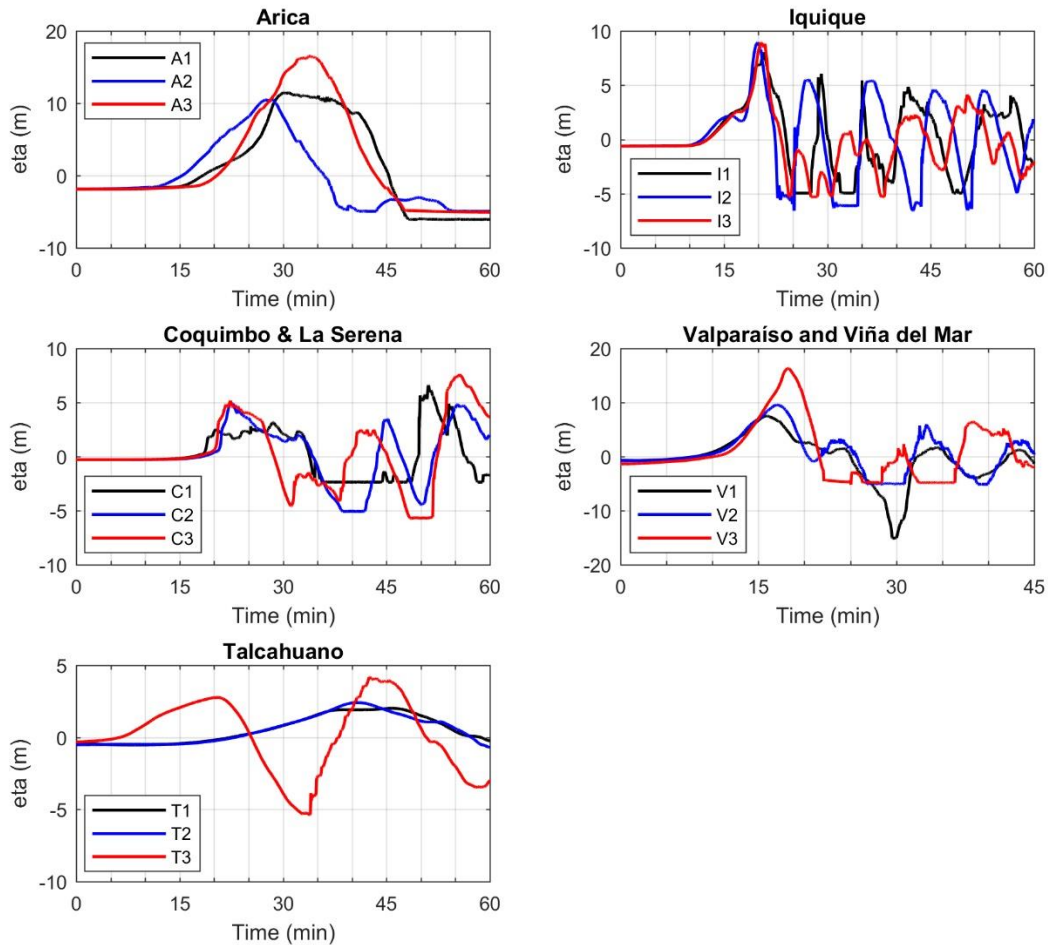 Arica
20
10
0
-10
eta (m)
A1
A2
A3
0 15 30 45 60
Time (min)
Iquique
10
5
0
-5
-10
eta (m)
I1
I2
I3
0 15 30 45 60
Time (min)
Coquimbo & La Serena
10
5
0
-5
-10
eta (m)
C1
C2
C3
0 15 30 45 60
Time (min)
Valparaíso and Viña del Mar
20
10
0
-10
-20
eta (m)
V1
V2
V3
0 15 30 45
Time (min)
Talcahuano
5
0
-5
-10
eta (m)
T1
T2
T3
0 15 30 45 60
Time (min)